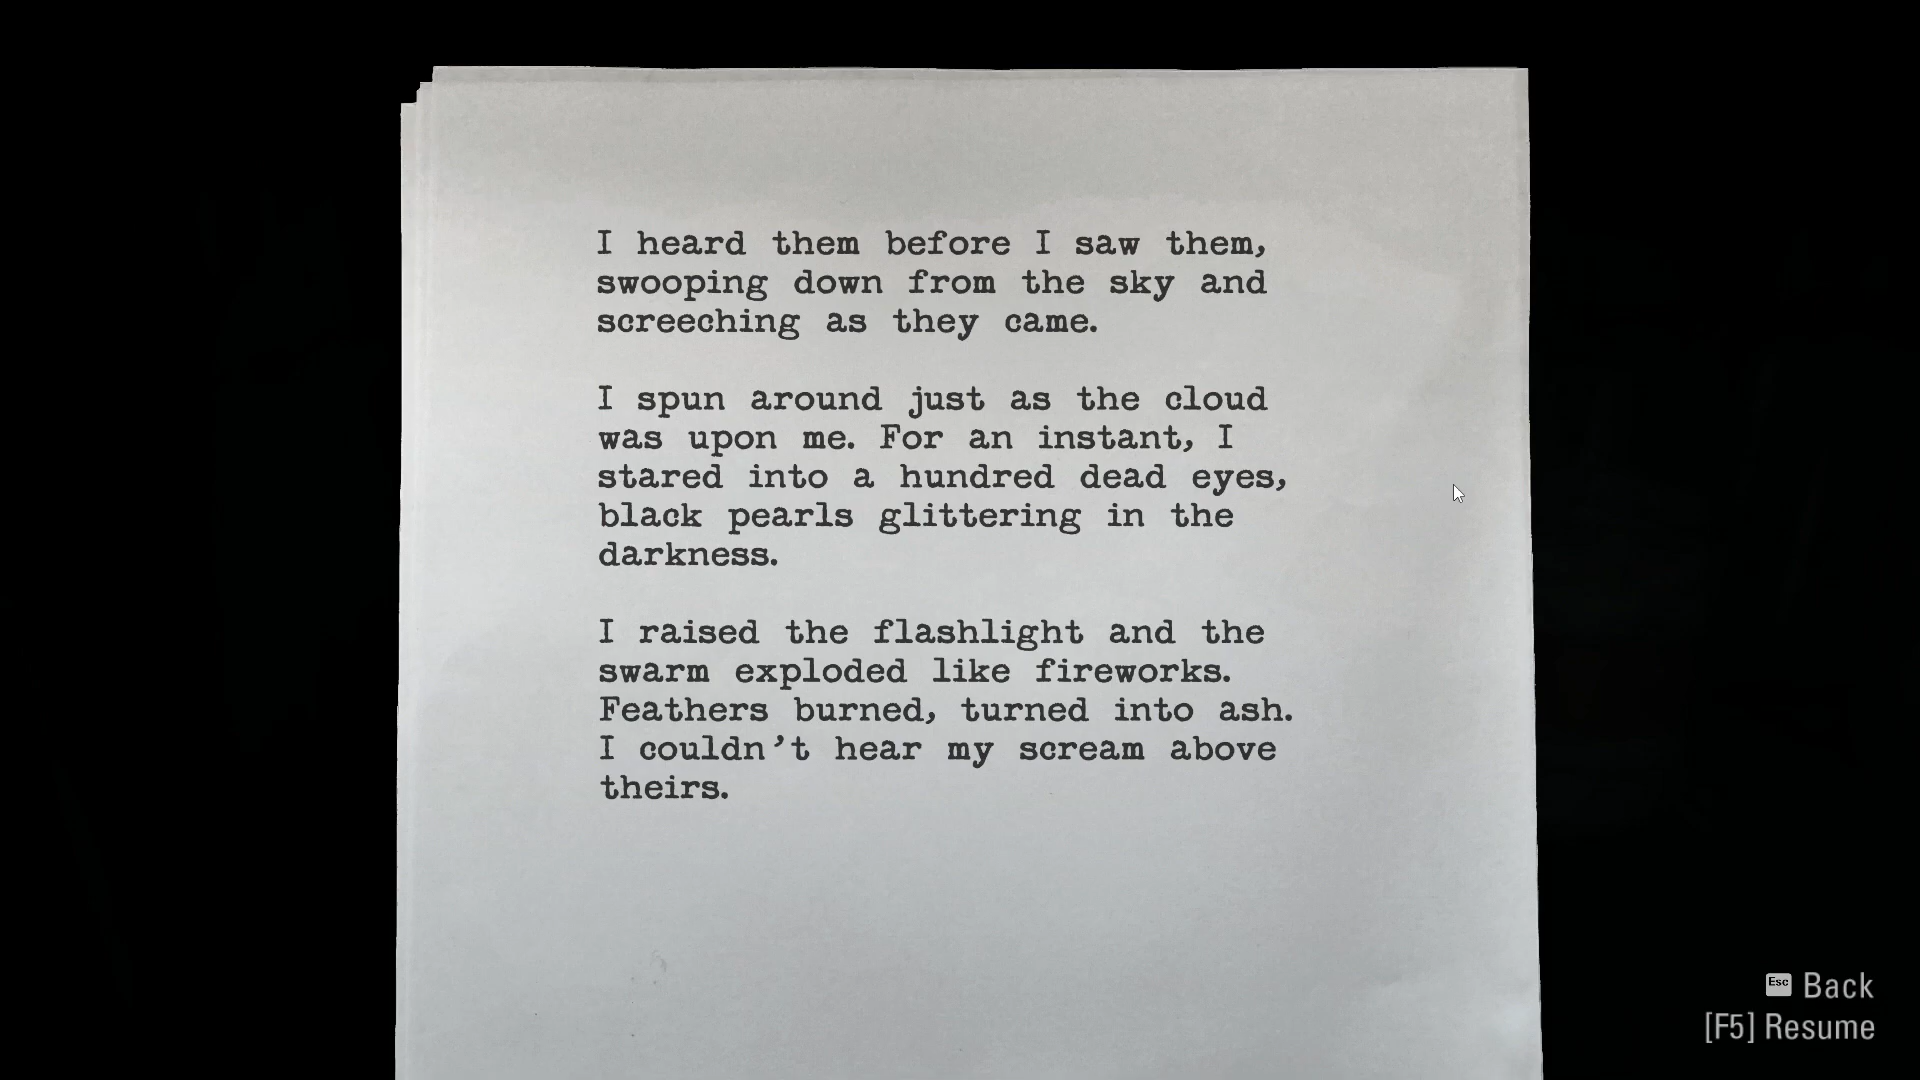 I heard them before I saw them,
swooping down from the sky and
screeching as they came.
I spun around just as the cloud
was upon me. For an instant, I
stared into a hundred dead eyes,
black pearls glittering in the
darkness.
I raised the flashlight and the
swarm exploded like fireworks.
Feathers burned, turned into ash.
I couldn’t hear my scream above
theirs.
Esc Back
[F5] Resume